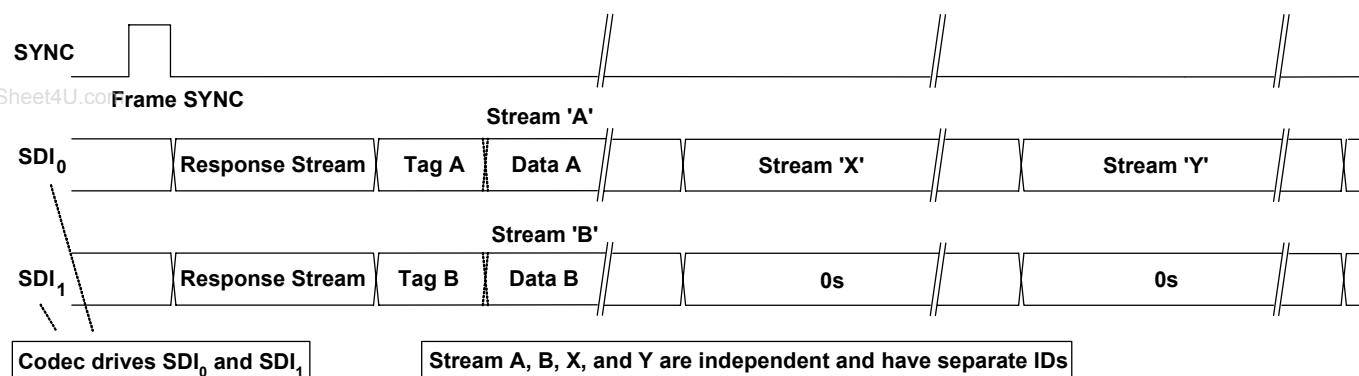 SYNC
Sheet4U.com
Frame SYNC
Stream 'A'
SDI0 Response Stream Tag A Data A Stream 'X' Stream 'Y'
Stream 'B'
SDI1 Response Stream Tag B Data B 0s 0s
Codec drives SDI0 and SDI1
Stream A, B, X, and Y are independent and have separate IDs